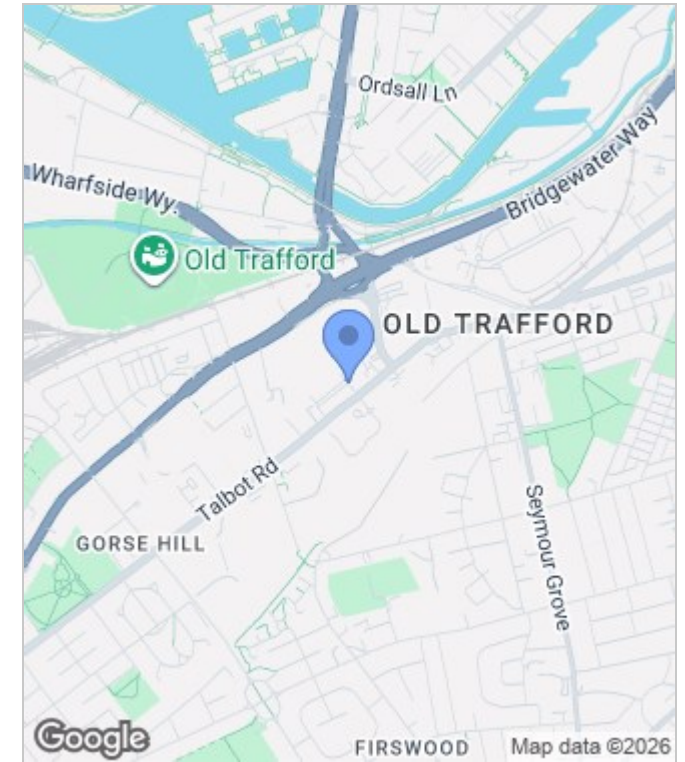 Ordsall Ln
Bridgewater Way
Wharfside Wy.
Old Trafford
OLD TRAFFORD
Talbot Rd
GORSE HILL
Seymour Grove
FIRSWOOD
Google
Map data ©2026